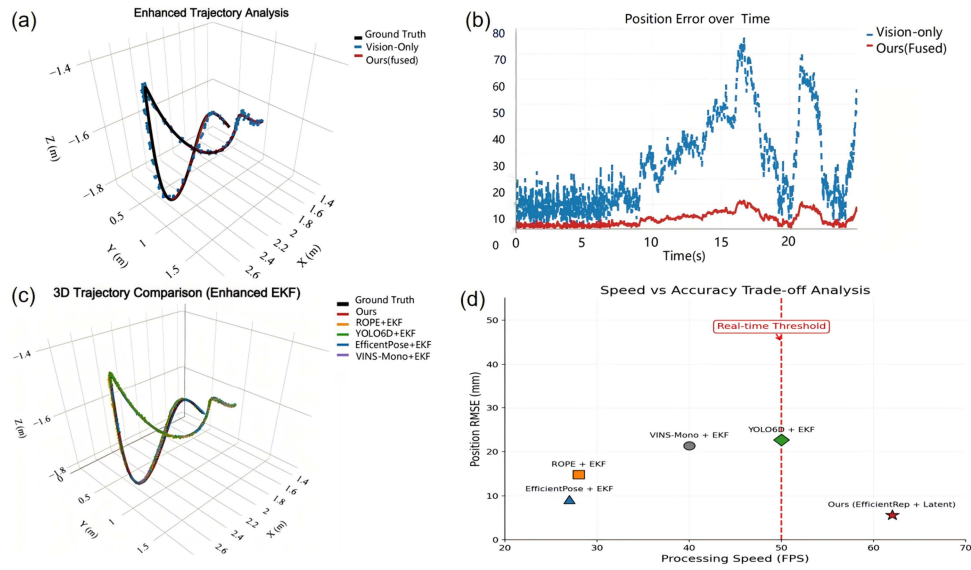 (a)
Enhanced Trajectory Analysis
Ground Truth
Vision-Only
Ours(fused)
−1.4
−1.6
−1.8
Z (m)
0.5
1
1.5
Y (m)
1.4
1.6
1.8
2
2.2
2.4
2.6
X (m)
(b)
Position Error over Time
Vision-only
Ours(Fused)
80
70
60
50
40
30
20
10
0
0
5
10
15
20
Time(s)
(c)
3D Trajectory Comparison (Enhanced EKF)
Ground Truth
Ours
ROPE+EKF
YOLO6D+EKF
EfficentPose+EKF
VINS-Mono+EKF
−1.4
−1.6
−1.8
Z (m)
0
0.5
1
1.5
Y (m)
1.4
1.6
1.8
2
2.2
2.4
2.6
X (m)
(d)
Speed vs Accuracy Trade-off Analysis
Real-time Threshold
50
40
30
20
10
0
Position RMSE (mm)
VINS-Mono + EKF
YOLO6D + EKF
ROPE + EKF
EfficientPose + EKF
Ours (EfficientRep + Latent)
20
30
40
50
60
70
Processing Speed (FPS)